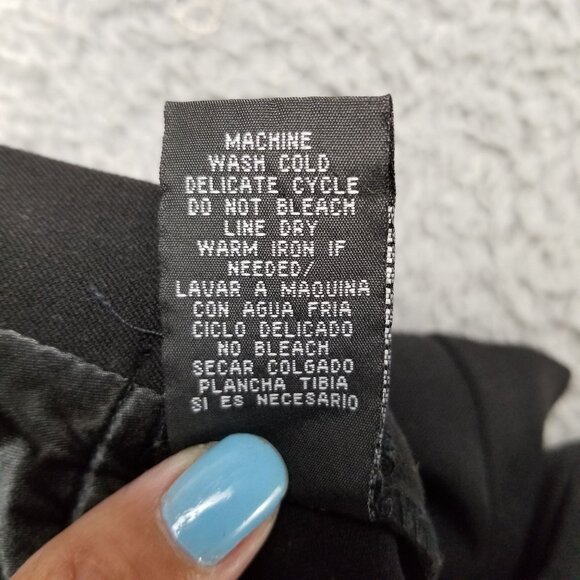 MACHINE
WASH COLD
DELICATE CYCLE
DO NOT BLEACH
LINE DRY
WARM IRON IF
NEEDED/
LAVAR A MAQUINA
CON AGUA FRIA
CICLO DELICADO
NO BLEACH
SECAR COLGADO
PLANCHA TIBIA
SI ES NECESARIO